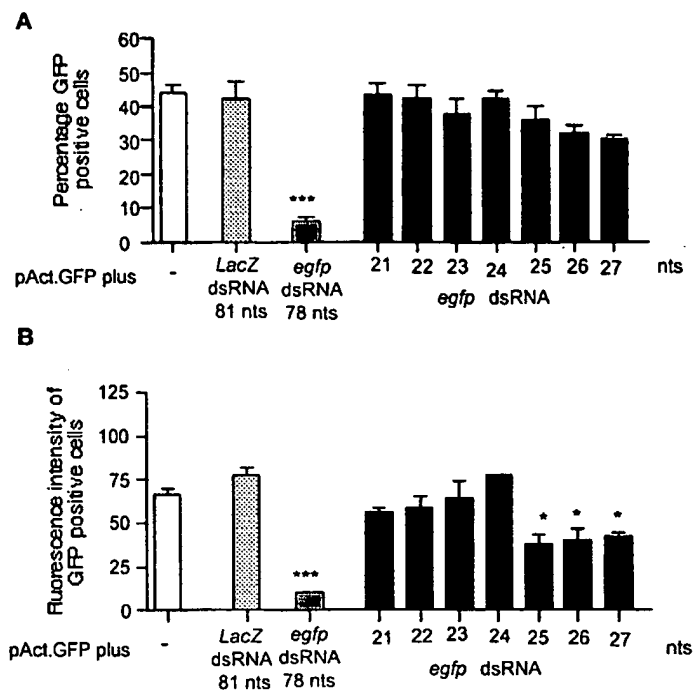 A
Percentage GFP
positive cells
60
50
40
30
20
10
0
***
pAct.GFP plus
-
LacZ
dsRNA
81 nts
egfp
dsRNA
78 nts
21 22 23 24 25 26 27 nts
egfp dsRNA
B
Fluorescence intensity of
GFP positive cells
125
100
75
50
25
0
***
* * *
pAct.GFP plus
-
LacZ
dsRNA
81 nts
egfp
dsRNA
78 nts
21 22 23 24 25 26 27 nts
egfp dsRNA